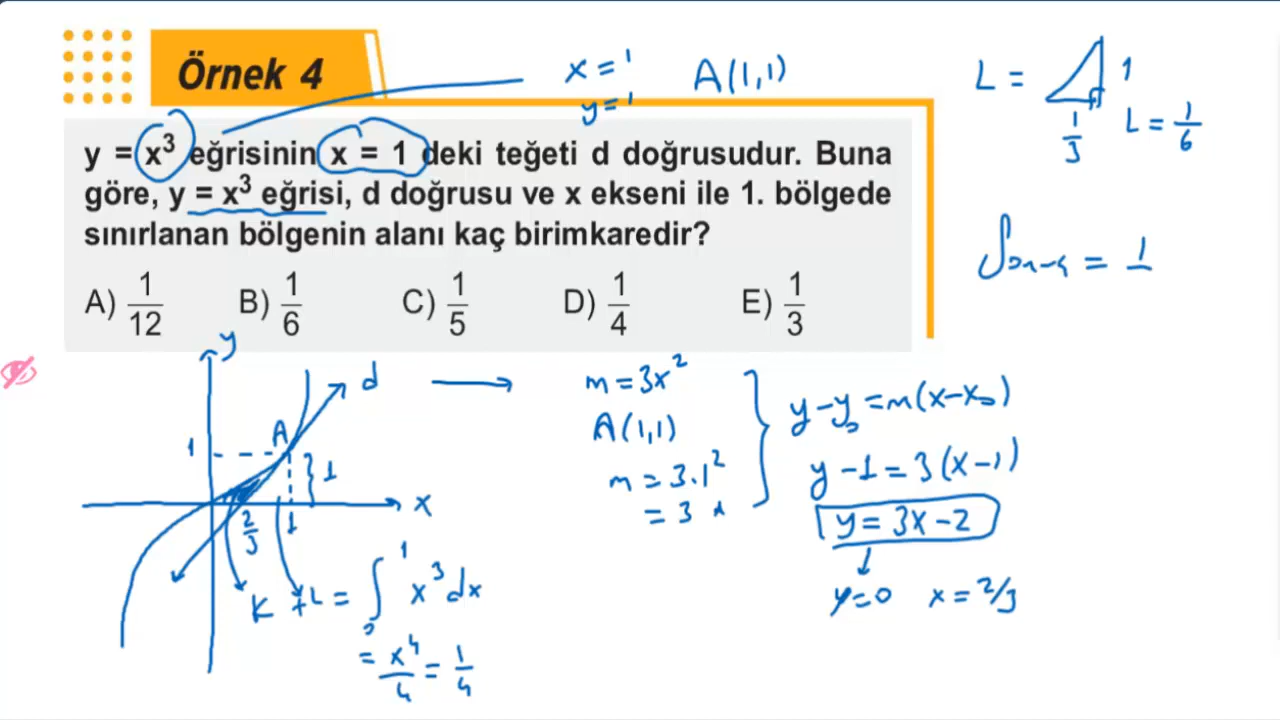 Örnek 4
x = 1
y = 1
A(1,1)
L =
1
1/3
L = 1/6
y = x³ eğrisinin x = 1 deki teğeti d doğrusudur. Buna
göre, y = x³ eğrisi, d doğrusu ve x ekseni ile 1. bölgede
sınırlanan bölgenin alanı kaç birimkaredir?
A) 1/12 B) 1/6 C) 1/5 D) 1/4 E) 1/3
= 1
y
d
A
1
1
x
2/3
1
K + L = ∫₀¹ x³ dx
= x⁴/4 = 1/4
m = 3x²
A(1,1)
m = 3.1²
= 3
y - y₀ = m(x - x₀)
y - 1 = 3(x - 1)
y = 3x - 2
y = 0 x = 2/3